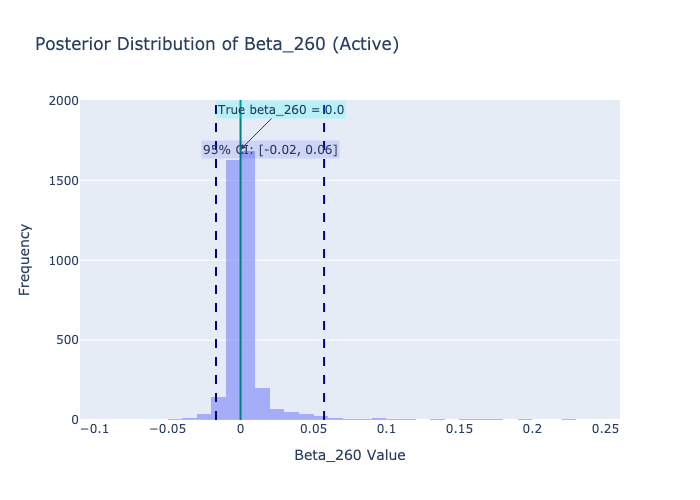 Posterior Distribution of Beta_260 (Active)
True beta_260 = 0.0
95% CI: [-0.02, 0.06]
2000
1500
1000
500
0
Frequency
−0.1 −0.05 0 0.05 0.1 0.15 0.2 0.25
Beta_260 Value